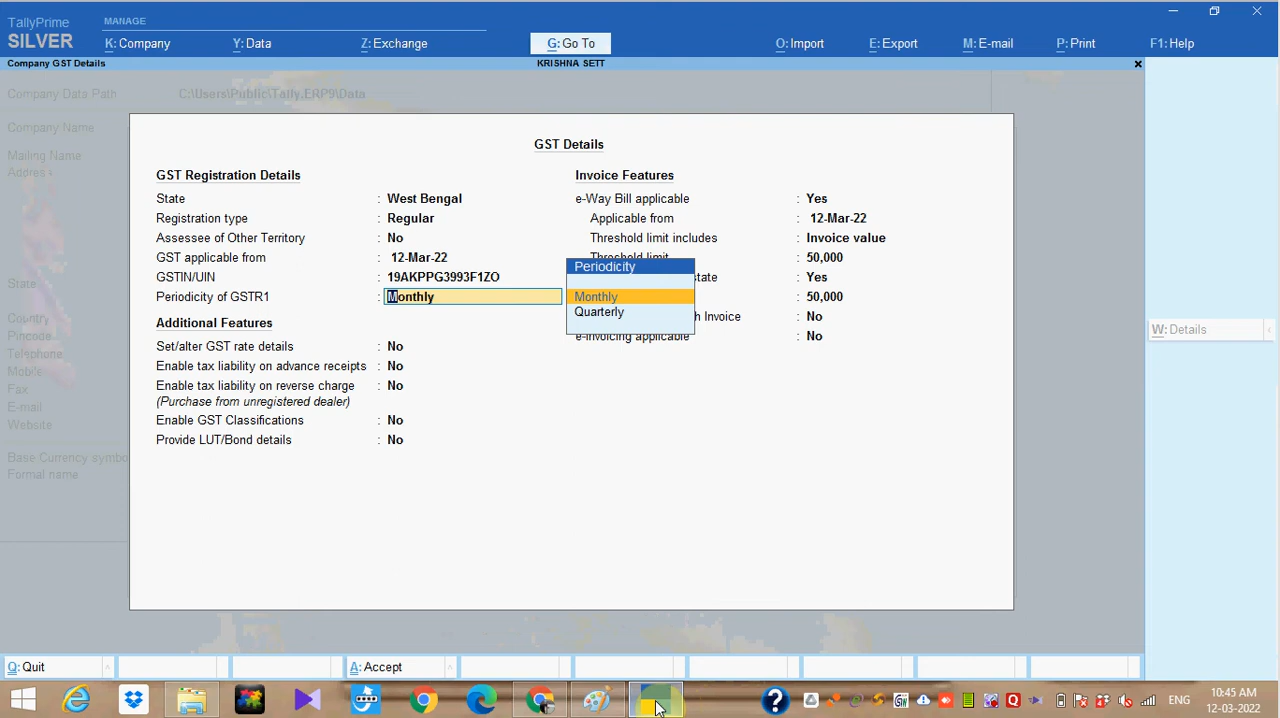 TallyPrime
MANAGE
SILVER
K: Company
Y: Data
Z: Exchange
G: Go To
O: Import
E: Export
M: E-mail
P: Print
F1: Help
Company GST Details
KRISHNA SETT
Company Data Path
C:\Users\Public\Tally.ERP9\Data
Company Name
Mailing Name
Address
State
Country
Pincode
Telephone
Mobile
Fax
E-mail
Website
Base Currency symbo
Formal name
GST Details
GST Registration Details
State : West Bengal
Registration type : Regular
Assessee of Other Territory : No
GST applicable from : 12-Mar-22
GSTIN/UIN : 19AKPPG3993F1ZO
Periodicity of GSTR1 : Monthly
Additional Features
Set/alter GST rate details : No
Enable tax liability on advance receipts : No
Enable tax liability on reverse charge : No
(Purchase from unregistered dealer)
Enable GST Classifications : No
Provide LUT/Bond details : No
Invoice Features
e-Way Bill applicable : Yes
Applicable from : 12-Mar-22
Threshold limit includes : Invoice value
Threshold limit : 50,000
state : Yes
: 50,000
h Invoice : No
e-Invoicing applicable : No
Periodicity
Monthly
Quarterly
W: Details
Q: Quit
A: Accept
ENG
10:45 AM
12-03-2022